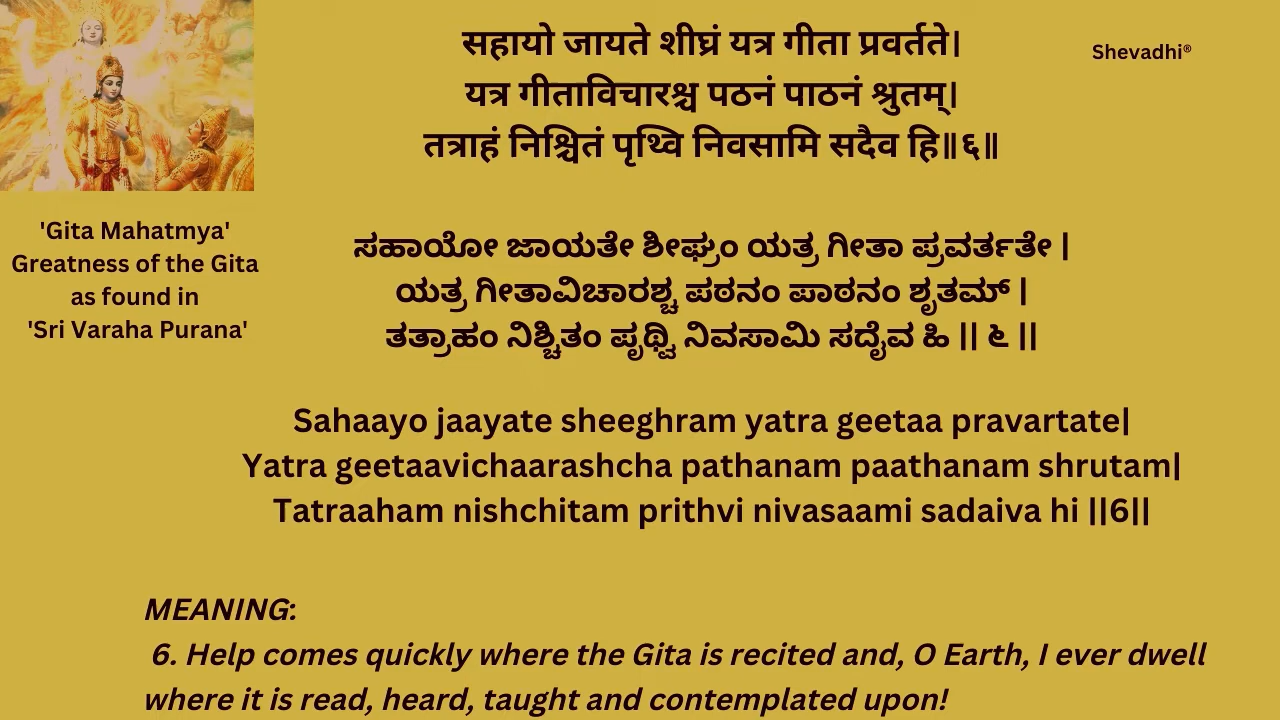 सहायो जायते शीघ्रं यत्र गीता प्रवर्तते|
यत्र गीताविचारश्च पठनं पाठनं श्रुतम्|
तत्राहं निश्चितं पृथ्वि निवसामि सदैव हि॥६॥
Shevadhi®
'Gita Mahatmya'
Greatness of the Gita
as found in
'Sri Varaha Purana'
ಸಹಾಯೋ ಜಾಯತೇ ಶೀಘ್ರಂ ಯತ್ರ ಗೀತಾ ಪ್ರವರ್ತತೇ |
ಯತ್ರ ಗೀತಾವಿಚಾರಶ್ಚ ಪಠನಂ ಪಾಠನಂ ಶೃತಮ್ |
ತತ್ರಾಹಂ ನಿಶ್ಚಿತಂ ಪೃಥ್ವಿ ನಿವಸಾಮಿ ಸದೈವ ಹಿ || ೬ ||
Sahaayo jaayate sheeghram yatra geetaa pravartate|
Yatra geetaavichaarashcha pathanam paathanam shrutam|
Tatraaham nishchitam prithvi nivasaami sadaiva hi ||6||
MEANING:
6. Help comes quickly where the Gita is recited and, O Earth, I ever dwell
where it is read, heard, taught and contemplated upon!